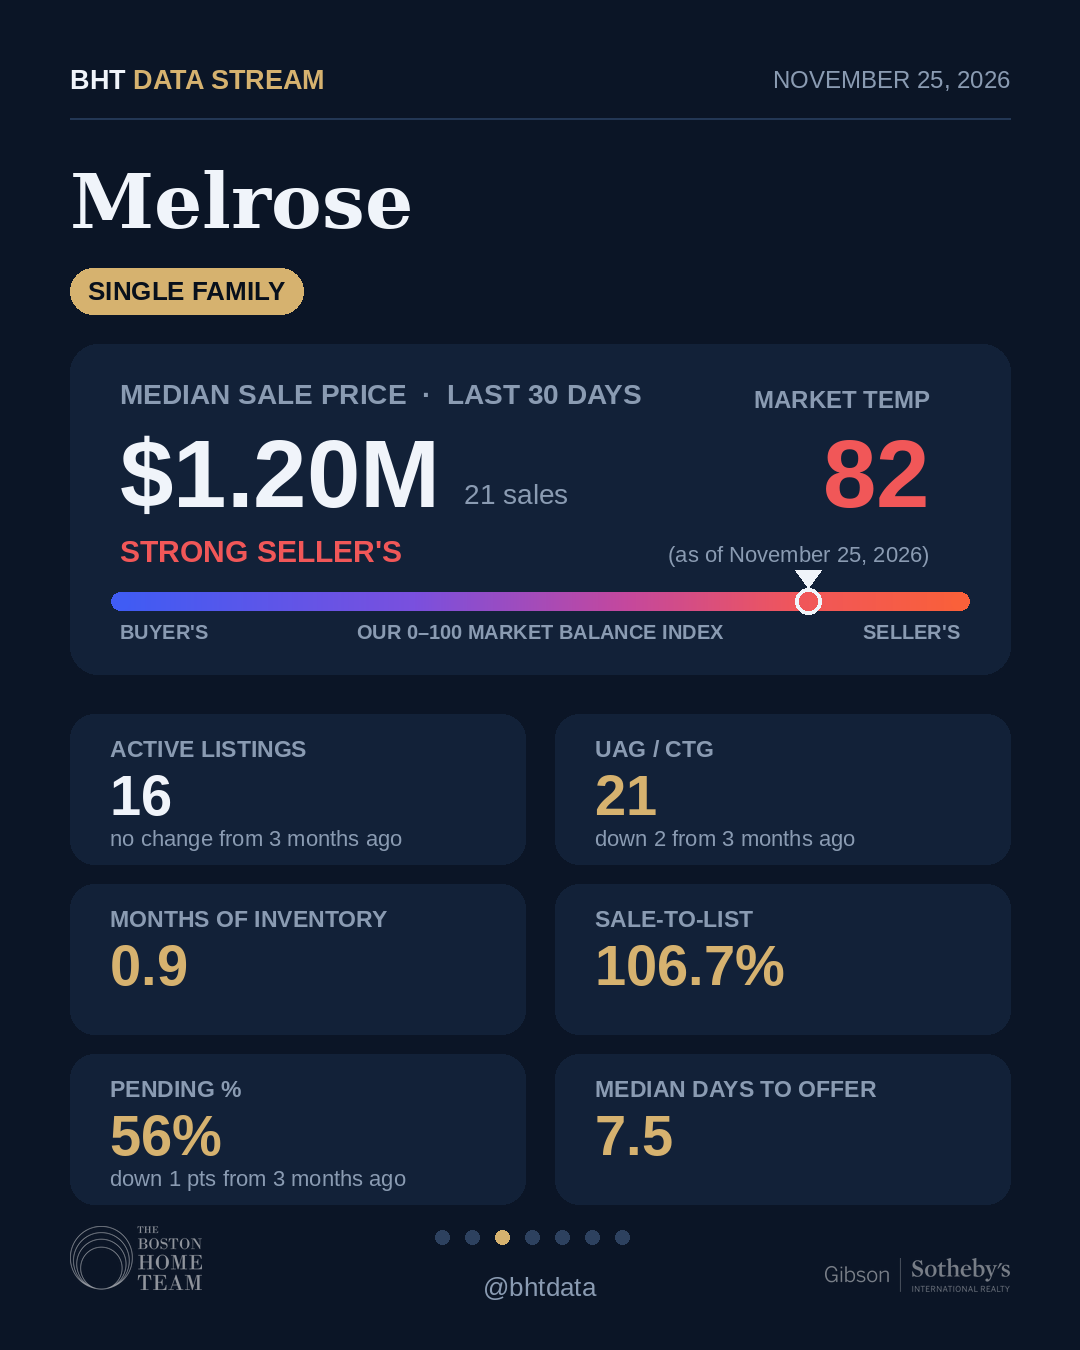 BHT DATA STREAM
NOVEMBER 25, 2026
Melrose
SINGLE FAMILY
MEDIAN SALE PRICE · LAST 30 DAYS
MARKET TEMP
$1.20M 21 sales
82
STRONG SELLER'S
(as of November 25, 2026)
BUYER'S
OUR 0–100 MARKET BALANCE INDEX
SELLER'S
ACTIVE LISTINGS
16
no change from 3 months ago
UAG / CTG
21
down 2 from 3 months ago
MONTHS OF INVENTORY
0.9
SALE-TO-LIST
106.7%
PENDING %
56%
down 1 pts from 3 months ago
MEDIAN DAYS TO OFFER
7.5
THE
BOSTON
HOME
TEAM
@bhtdata
Gibson
Sotheby's
INTERNATIONAL REALTY